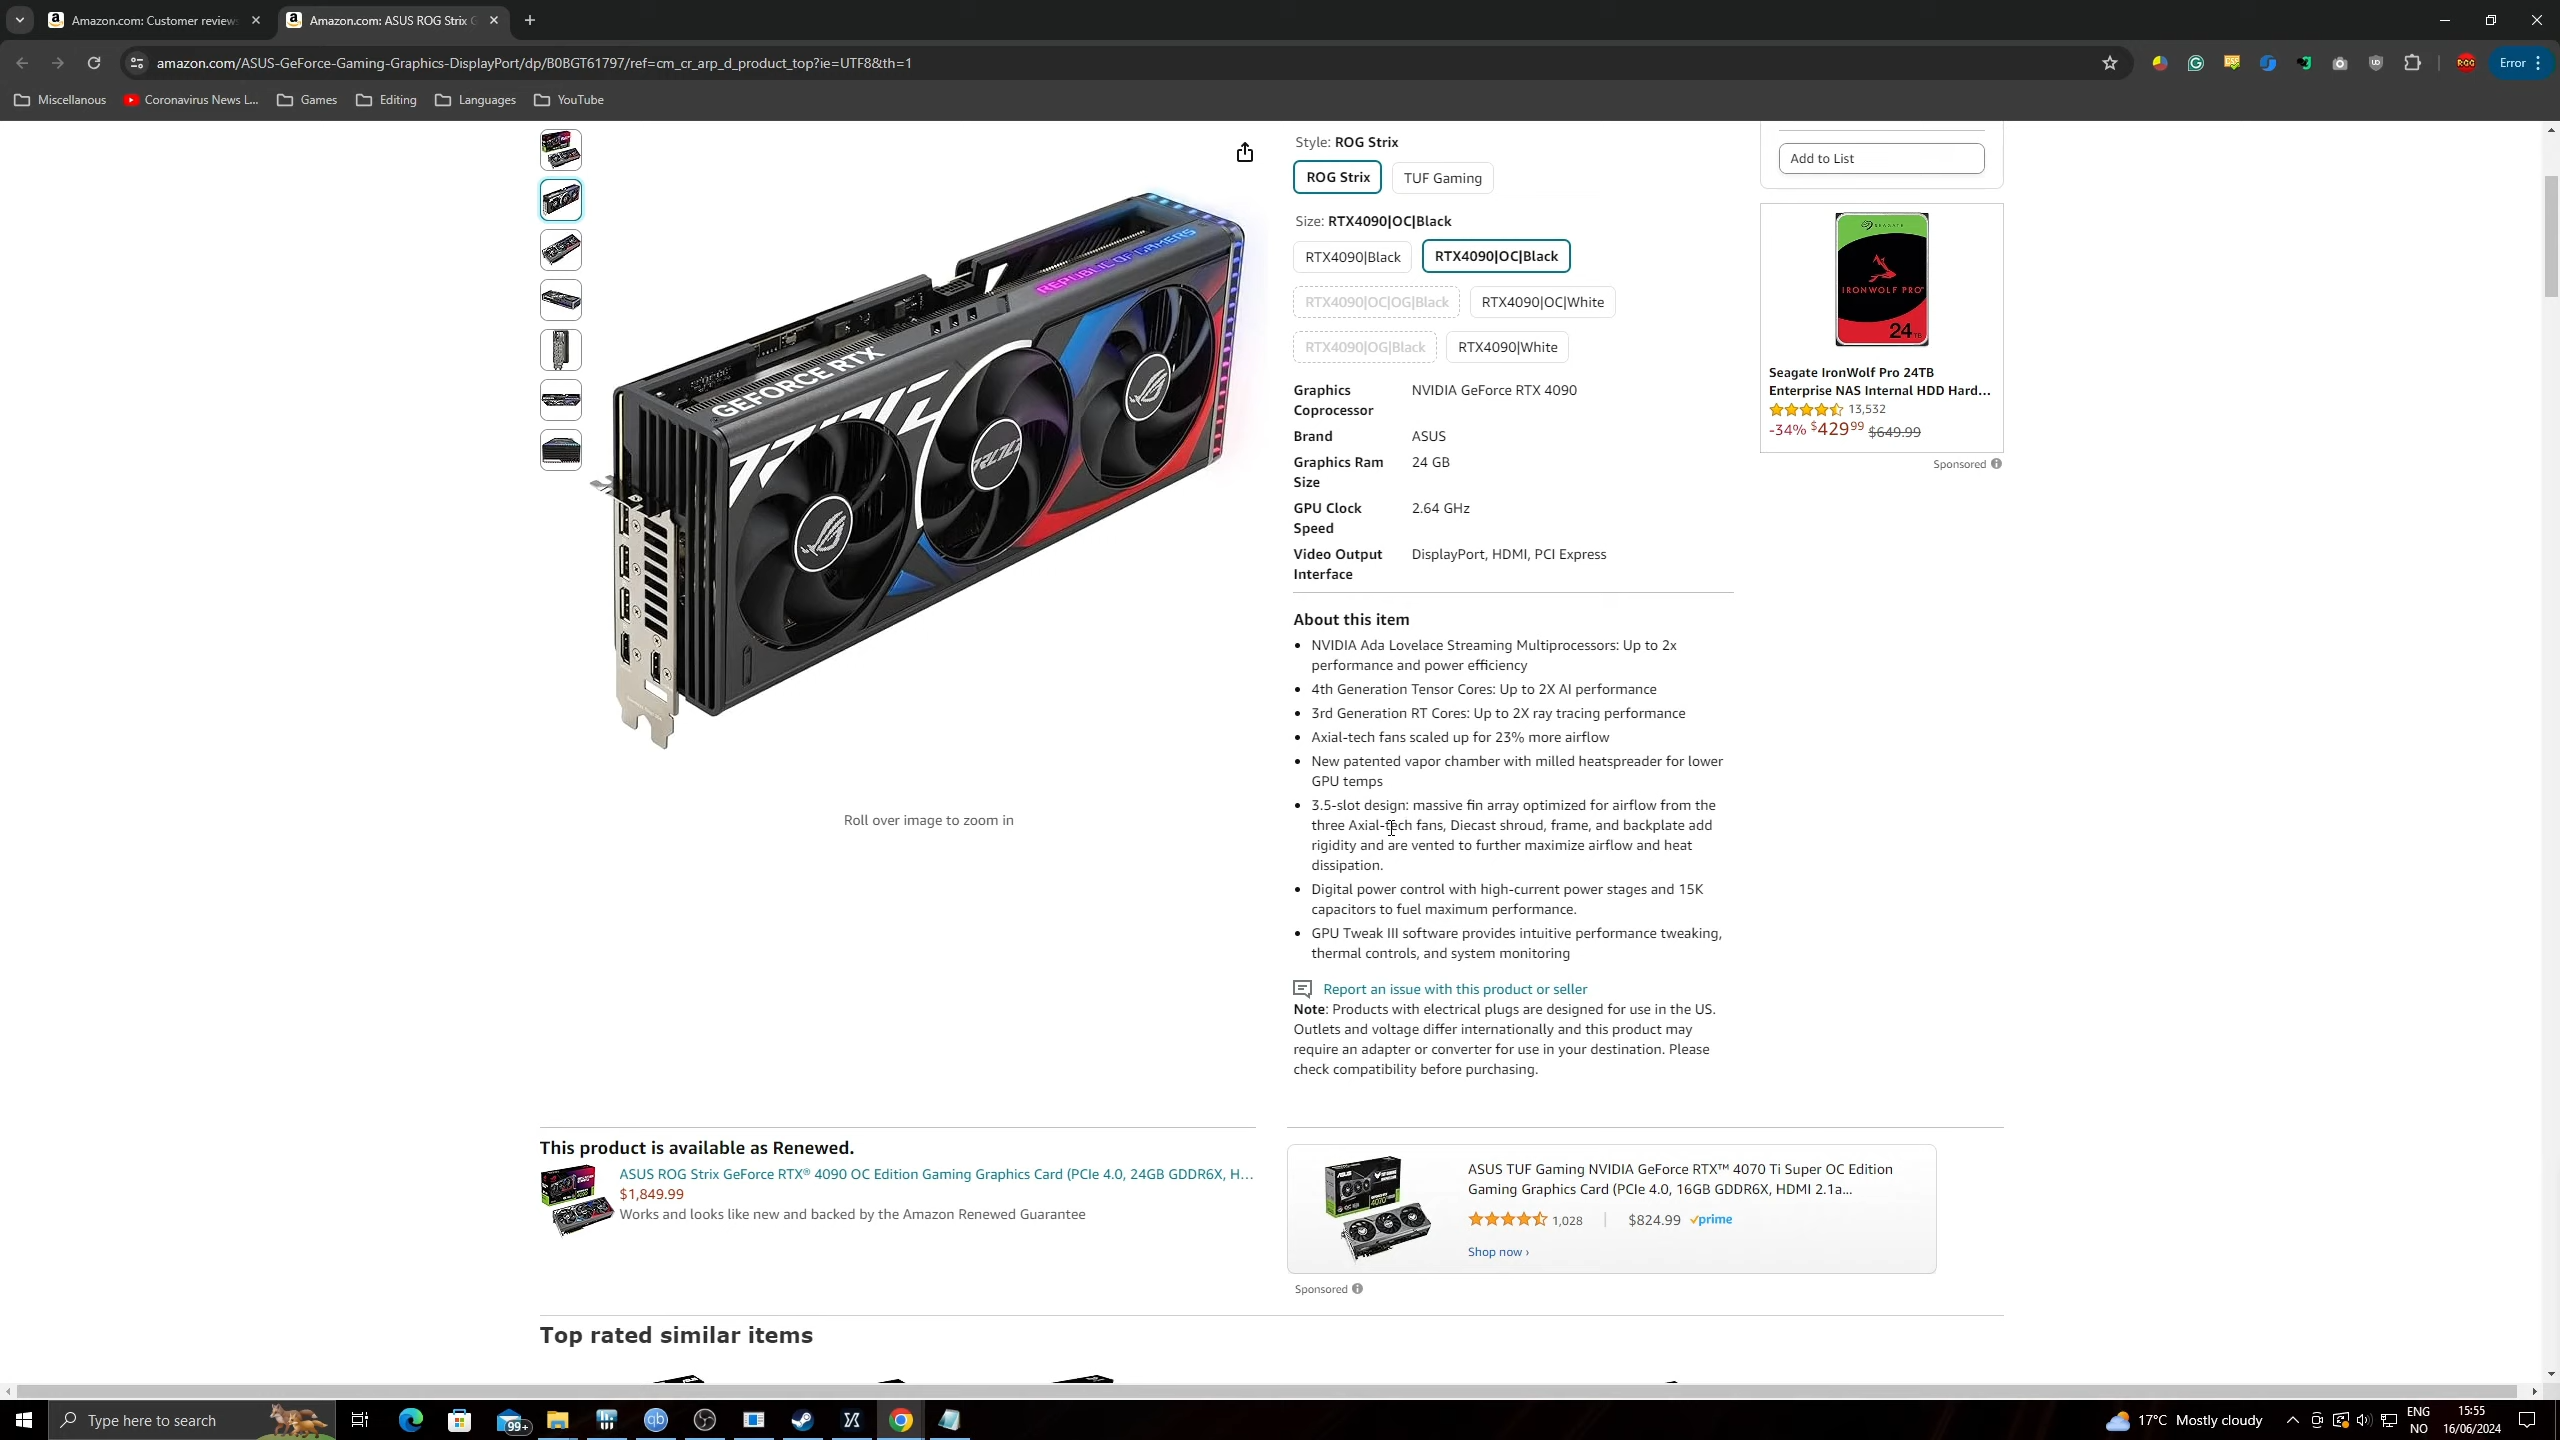 Amazon.com: Customer review
Amazon.com: ASUS ROG Strix G
amazon.com/ASUS-GeForce-Gaming-Graphics-DisplayPort/dp/B0BGT61797/ref=cm_cr_arp_d_product_top?ie=UTF8&th=1
Error
Miscellanous
Coronavirus News L...
Games
Editing
Languages
YouTube
Style: ROG Strix
ROG Strix
TUF Gaming
Size: RTX4090|OC|Black
RTX4090|Black
RTX4090|OC|Black
RTX4090|OC|OG|Black
RTX4090|OC|White
RTX4090|OG|Black
RTX4090|White
Graphics Coprocessor
NVIDIA GeForce RTX 4090
Brand
ASUS
Graphics Ram Size
24 GB
GPU Clock Speed
2.64 GHz
Video Output Interface
DisplayPort, HDMI, PCI Express
About this item
• NVIDIA Ada Lovelace Streaming Multiprocessors: Up to 2x
performance and power efficiency
• 4th Generation Tensor Cores: Up to 2X AI performance
• 3rd Generation RT Cores: Up to 2X ray tracing performance
• Axial-tech fans scaled up for 23% more airflow
• New patented vapor chamber with milled heatspreader for lower
GPU temps
• 3.5-slot design: massive fin array optimized for airflow from the
three Axial-tech fans, Diecast shroud, frame, and backplate add
rigidity and are vented to further maximize airflow and heat
dissipation.
• Digital power control with high-current power stages and 15K
capacitors to fuel maximum performance.
• GPU Tweak III software provides intuitive performance tweaking,
thermal controls, and system monitoring
Report an issue with this product or seller
Note: Products with electrical plugs are designed for use in the US.
Outlets and voltage differ internationally and this product may
require an adapter or converter for use in your destination. Please
check compatibility before purchasing.
REPUBLIC OF GAMERS
GEFORCE RTX
Roll over image to zoom in
Add to List
SEAGATE
IRONWOLF PRO
24TB
Seagate IronWolf Pro 24TB
Enterprise NAS Internal HDD Hard...
13,532
-34% $429.99 $649.99
Sponsored
This product is available as Renewed.
ASUS ROG Strix GeForce RTX® 4090 OC Edition Gaming Graphics Card (PCIe 4.0, 24GB GDDR6X, H...
$1,849.99
Works and looks like new and backed by the Amazon Renewed Guarantee
ASUS TUF Gaming NVIDIA GeForce RTX™ 4070 Ti Super OC Edition
Gaming Graphics Card (PCIe 4.0, 16GB GDDR6X, HDMI 2.1a...
1,028 | $824.99 prime
Shop now ›
Sponsored
Top rated similar items
Type here to search
99+
17°C Mostly cloudy
ENG
NO
15:55
16/06/2024